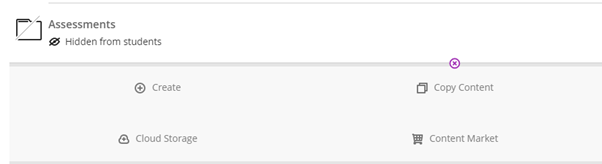 Assessments
Hidden from students
Create
Copy Content
Cloud Storage
Content Market